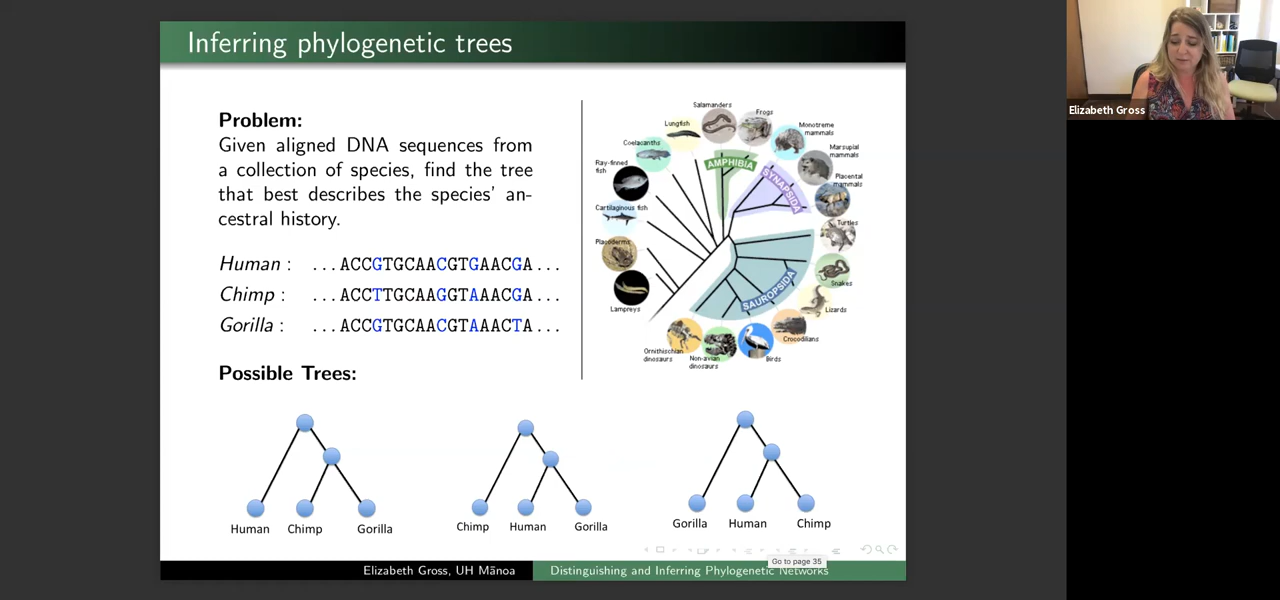 Inferring phylogenetic trees
Elizabeth Gross
Problem:
Given aligned DNA sequences from
a collection of species, find the tree
that best describes the species' an-
cestral history.
Human : ...ACCGTGCAACGTGAACGA...
Chimp : ...ACCTTGCAAGGTAAACGA...
Gorilla : ...ACCGTGCAACGTAAACTA...
Salamanders
Frogs
Lungfish
Monotreme
mammals
Coelacanths
Marsupial
mammals
Ray-finned
fish
AMPHIBIA
SYNAPSIDA
Placental
mammals
Cartilaginous fish
Turtles
Placoderms
Snakes
SAUROPSIDA
Lampreys
Lizards
Crocodilians
Ornithischian
dinosaurs
Non-avian
dinosaurs
Birds
Possible Trees:
Human Chimp Gorilla
Chimp Human Gorilla
Gorilla Human Chimp
Go to page 35
Elizabeth Gross, UH Mānoa
Distinguishing and Inferring Phylogenetic Networks